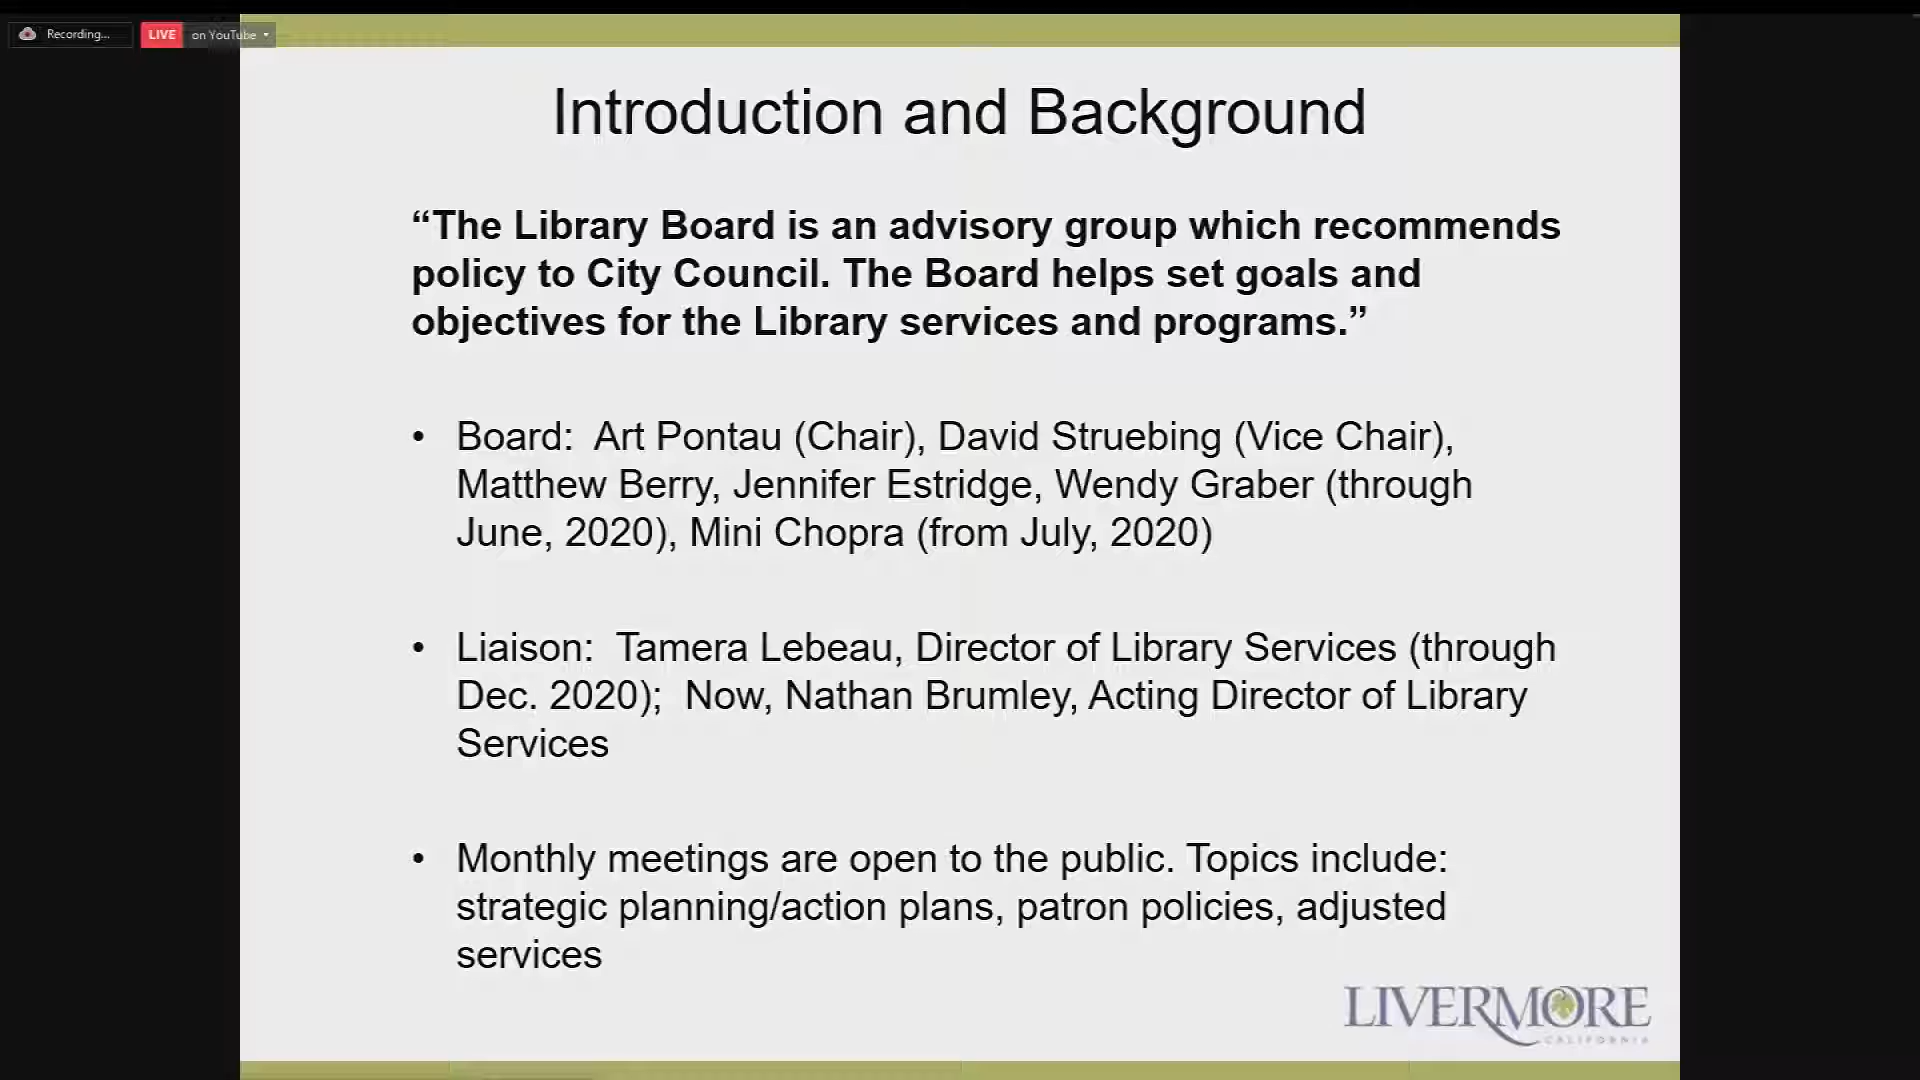 Recording...
LIVE on YouTube
Introduction and Background
“The Library Board is an advisory group which recommends
policy to City Council. The Board helps set goals and
objectives for the Library services and programs.”
• Board:  Art Pontau (Chair), David Struebing (Vice Chair),
Matthew Berry, Jennifer Estridge, Wendy Graber (through
June, 2020), Mini Chopra (from July, 2020)
• Liaison:  Tamera Lebeau, Director of Library Services (through
Dec. 2020);  Now, Nathan Brumley, Acting Director of Library
Services
• Monthly meetings are open to the public. Topics include:
strategic planning/action plans, patron policies, adjusted
services
LIVERMORE
CALIFORNIA